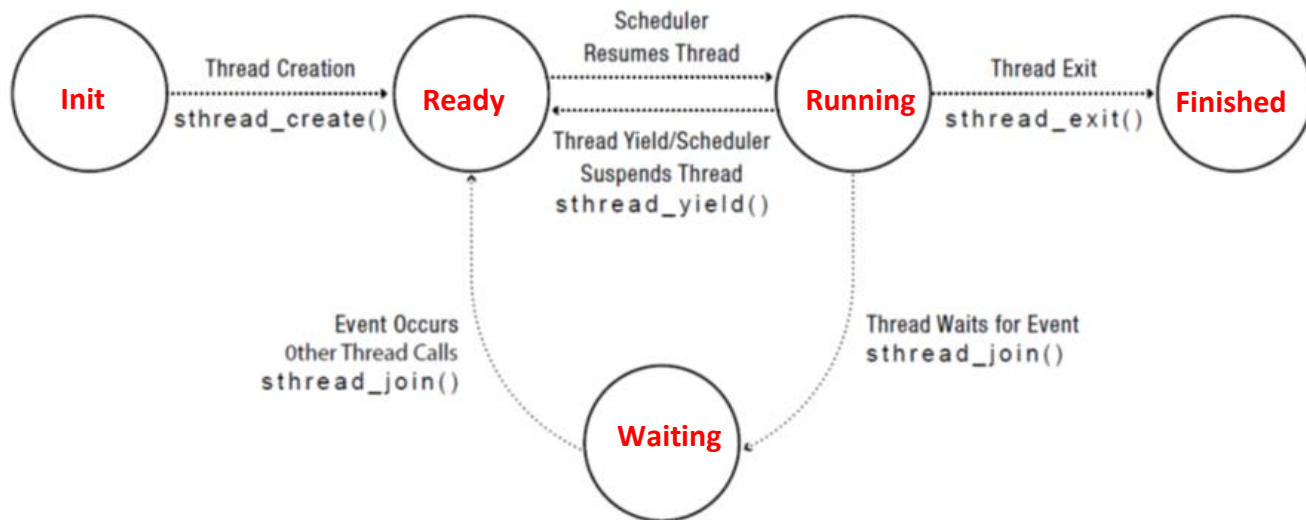 Init
Thread Creation
sthread_create()
Ready
Scheduler
Resumes Thread
Thread Yield/Scheduler
Suspends Thread
sthread_yield()
Running
Thread Exit
sthread_exit()
Finished
Event Occurs
Other Thread Calls
sthread_join()
Thread Waits for Event
sthread_join()
Waiting